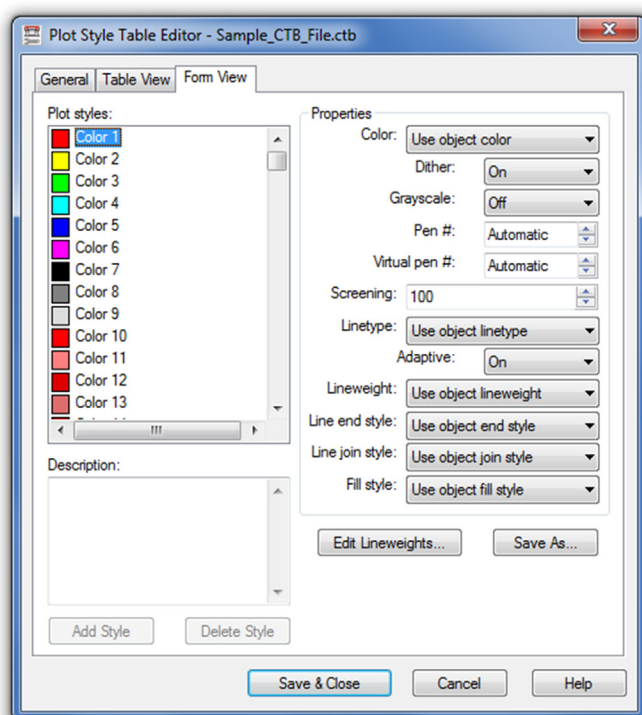 Plot Style Table Editor - Sample_CTB_File.ctb
General Table View Form View
Plot styles:
Color 1
Color 2
Color 3
Color 4
Color 5
Color 6
Color 7
Color 8
Color 9
Color 10
Color 11
Color 12
Color 13
Description:
Add Style Delete Style
Properties
Color: Use object color
Dither: On
Grayscale: Off
Pen #: Automatic
Virtual pen #: Automatic
Screening: 100
Linetype: Use object linetype
Adaptive: On
Lineweight: Use object lineweight
Line end style: Use object end style
Line join style: Use object join style
Fill style: Use object fill style
Edit Lineweights... Save As...
Save & Close Cancel Help